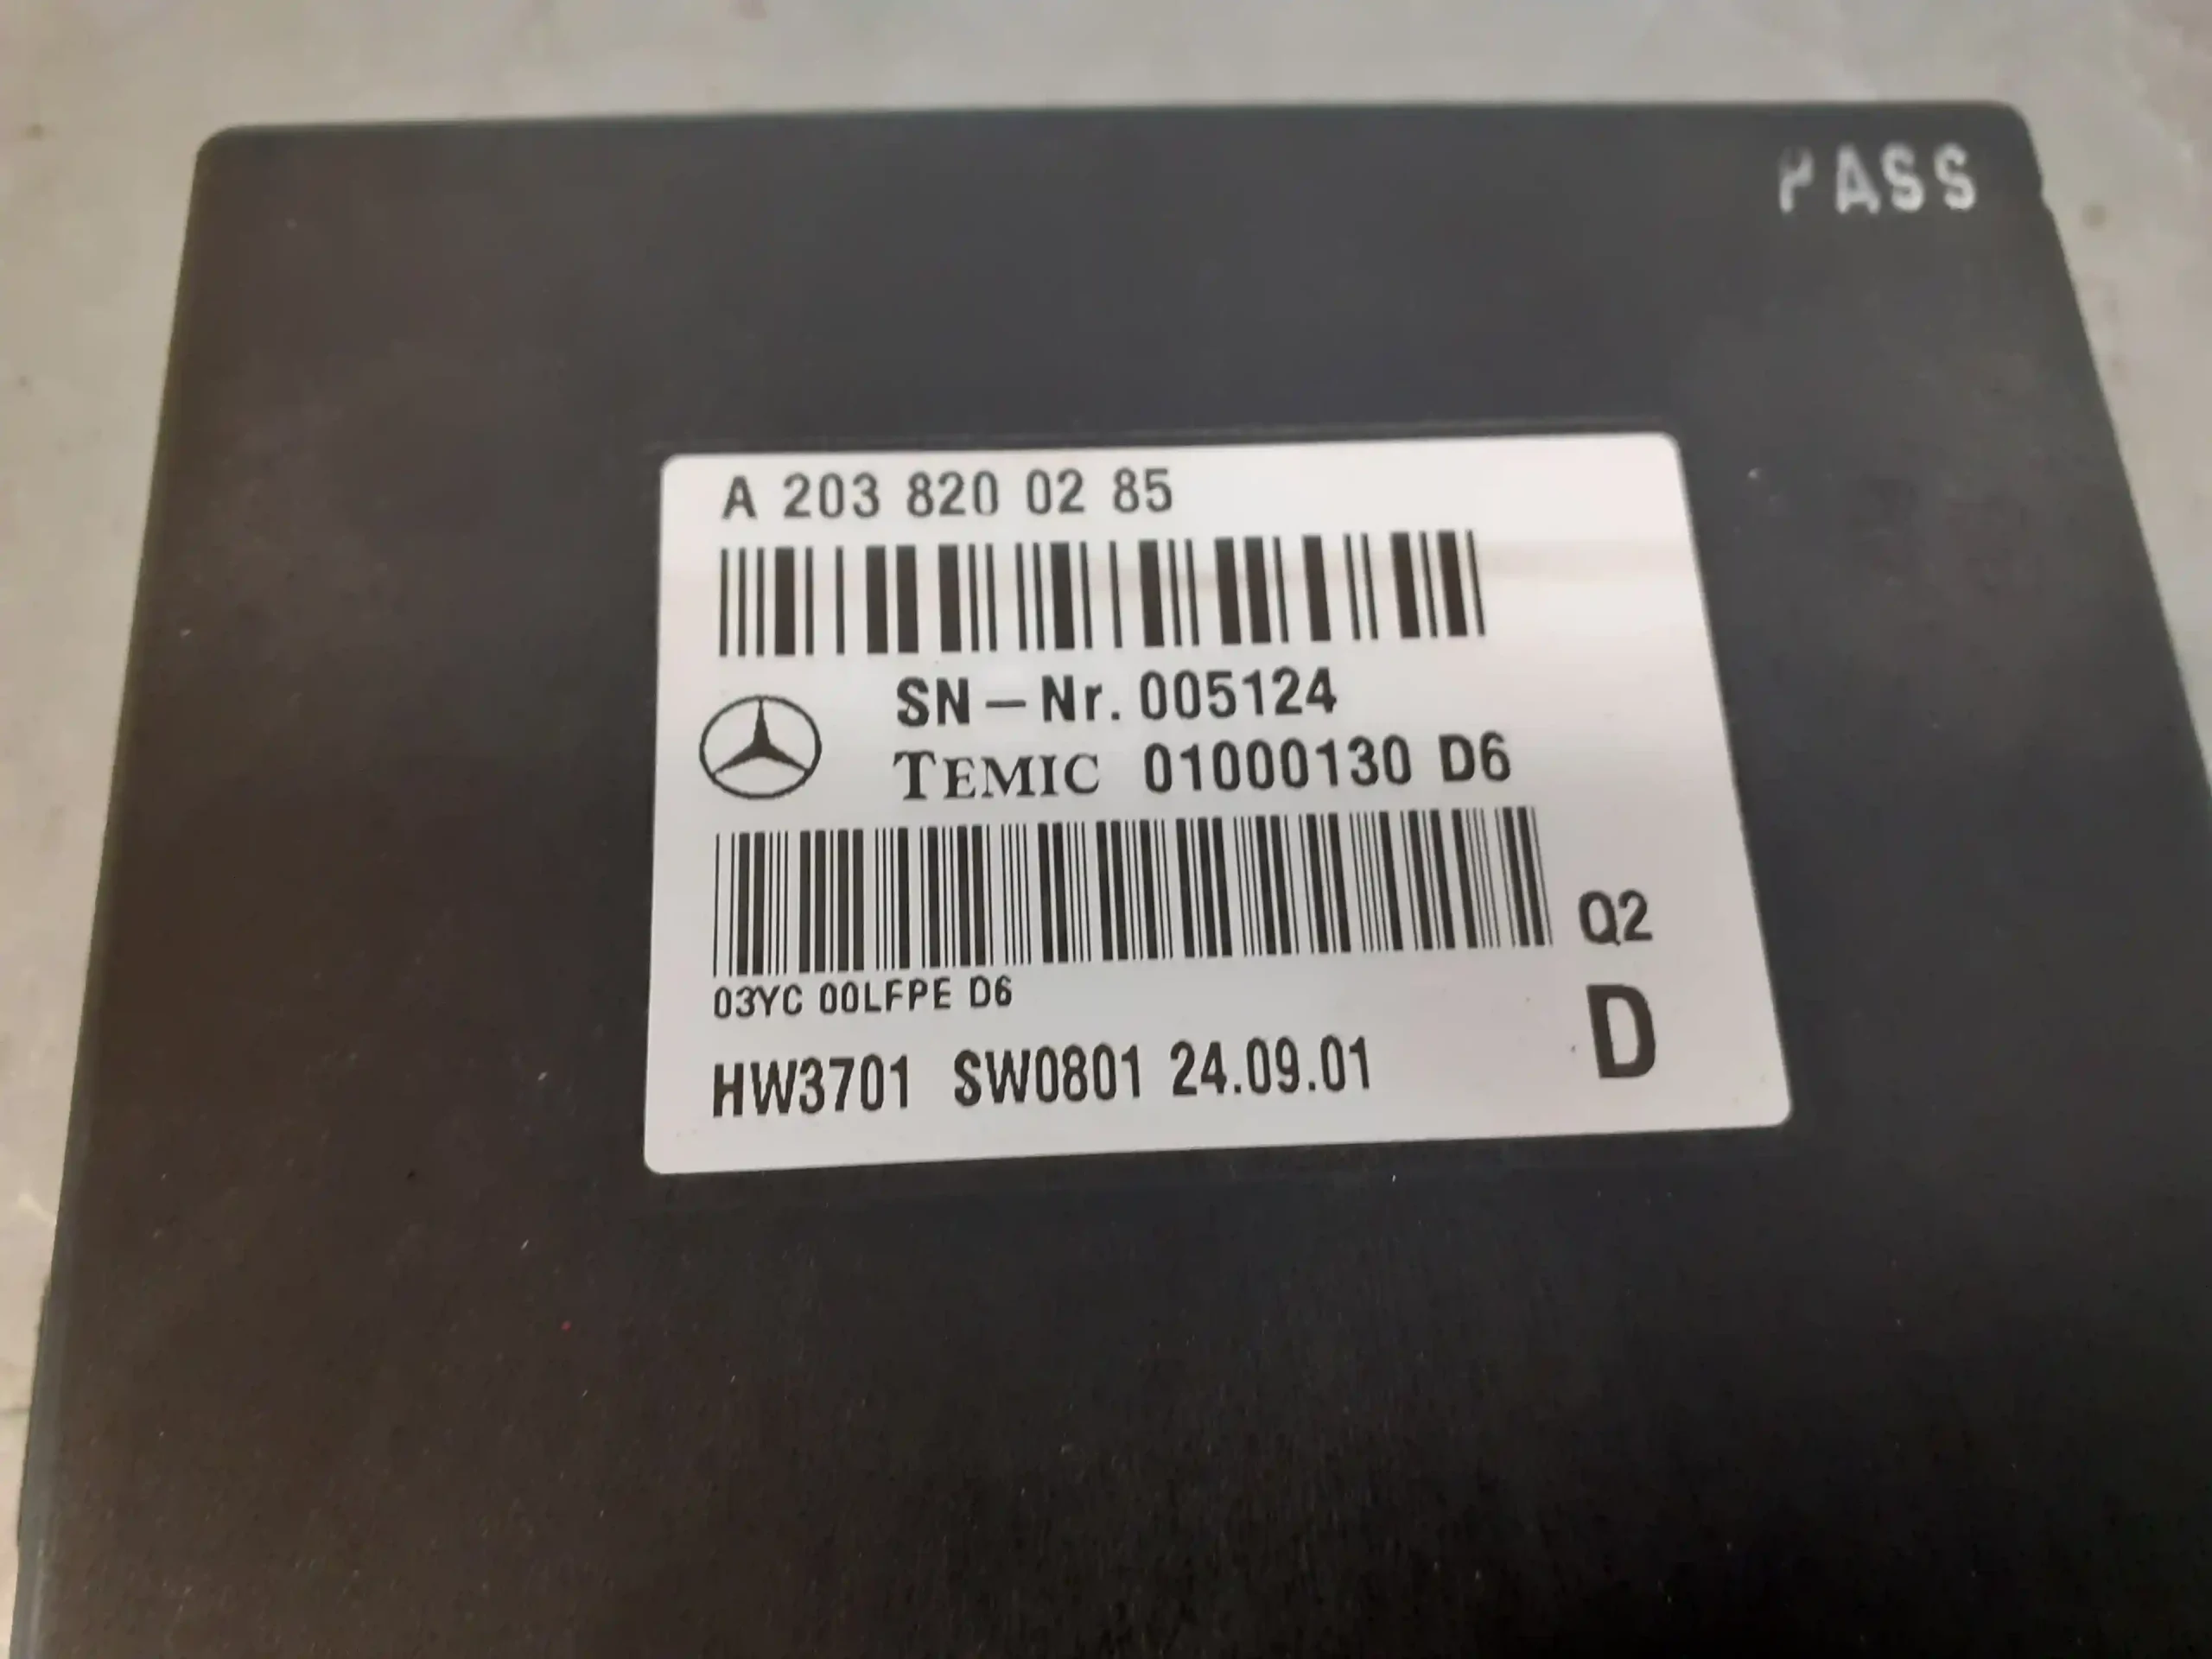 PASS
A 203 820 02 85
SN-Nr. 005124
TEMIC 01000130 D6
Q2
03YC 00LFPE D6
D
HW3701 SW0801 24.09.01